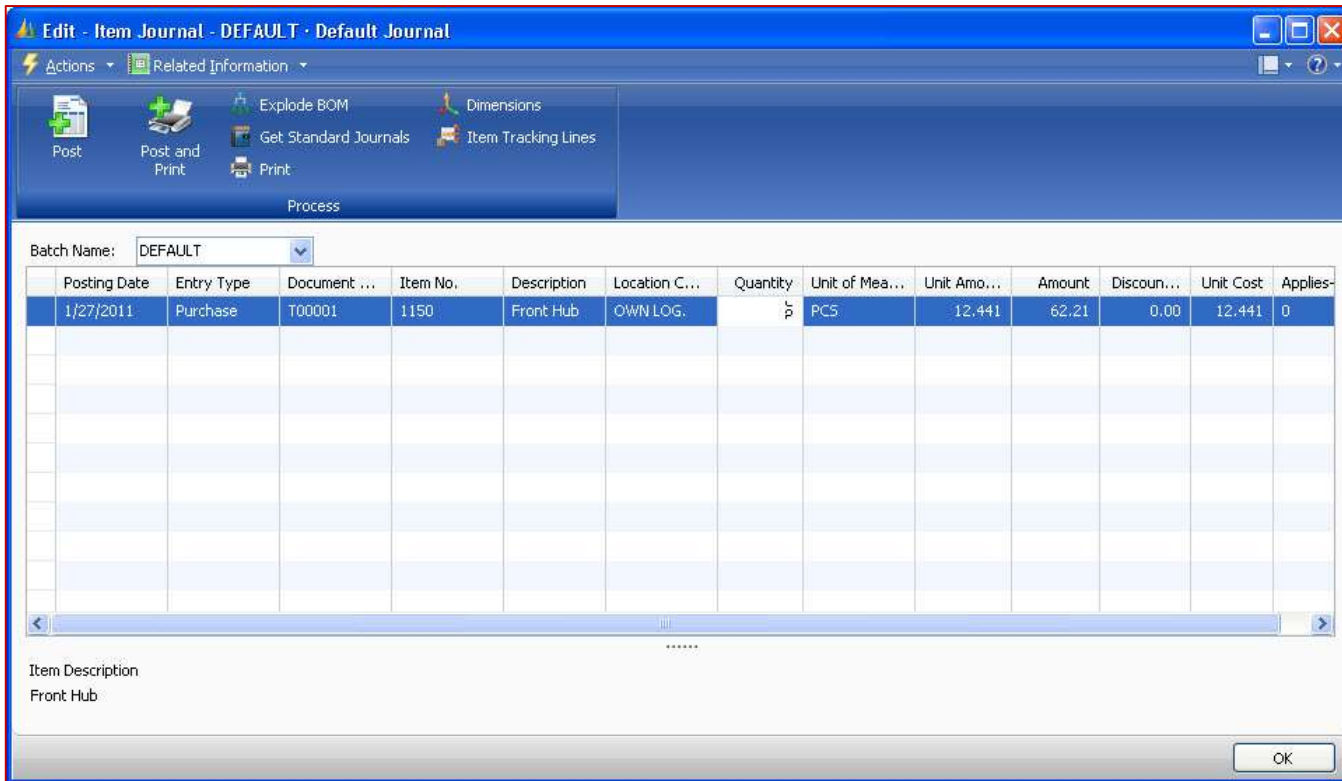 Edit - Item Journal - DEFAULT · Default Journal
Actions Related Information
Post
Post and Print
Explode BOM
Get Standard Journals
Print
Dimensions
Item Tracking Lines
Process
Batch Name: DEFAULT
Posting Date Entry Type Document ... Item No. Description Location C... Quantity Unit of Mea... Unit Amo... Amount Discoun... Unit Cost Applies-
1/27/2011 Purchase T00001 1150 Front Hub OWN LOG. PCS 12.441 62.21 0.00 12.441 0
Item Description
Front Hub
OK